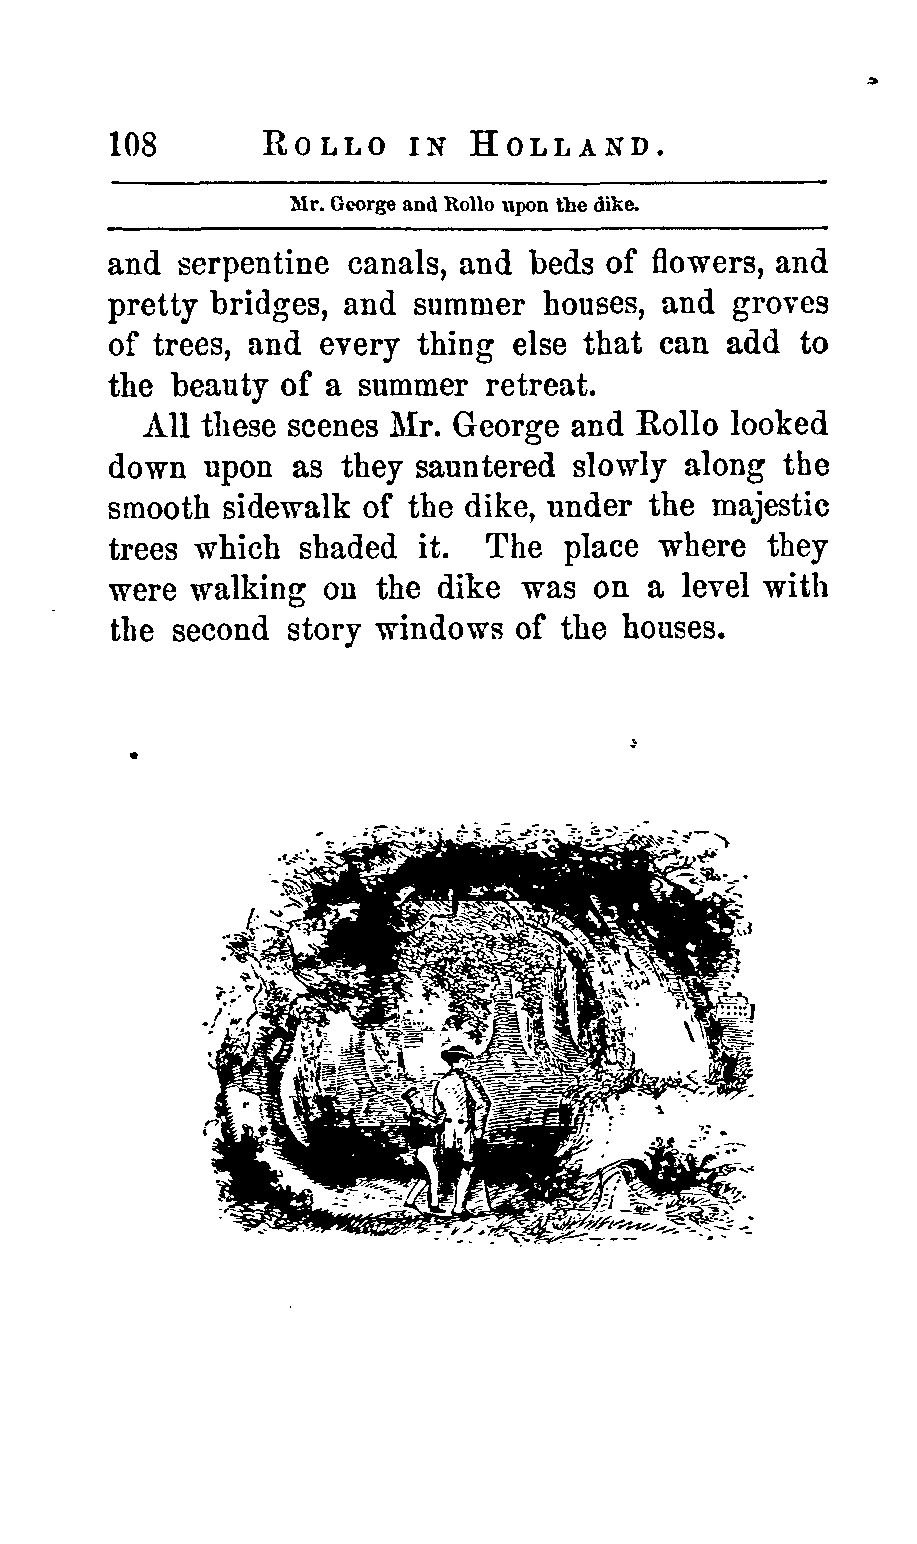 108 ROLLO IN HOLLAND.
Mr. George and Rollo upon the dike.
and serpentine canals, and beds of flowers, and
pretty bridges, and summer houses, and groves
of trees, and every thing else that can add to
the beauty of a summer retreat.
All these scenes Mr. George and Rollo looked
down upon as they sauntered slowly along the
smooth sidewalk of the dike, under the majestic
trees which shaded it. The place where they
were walking on the dike was on a level with
the second story windows of the houses.